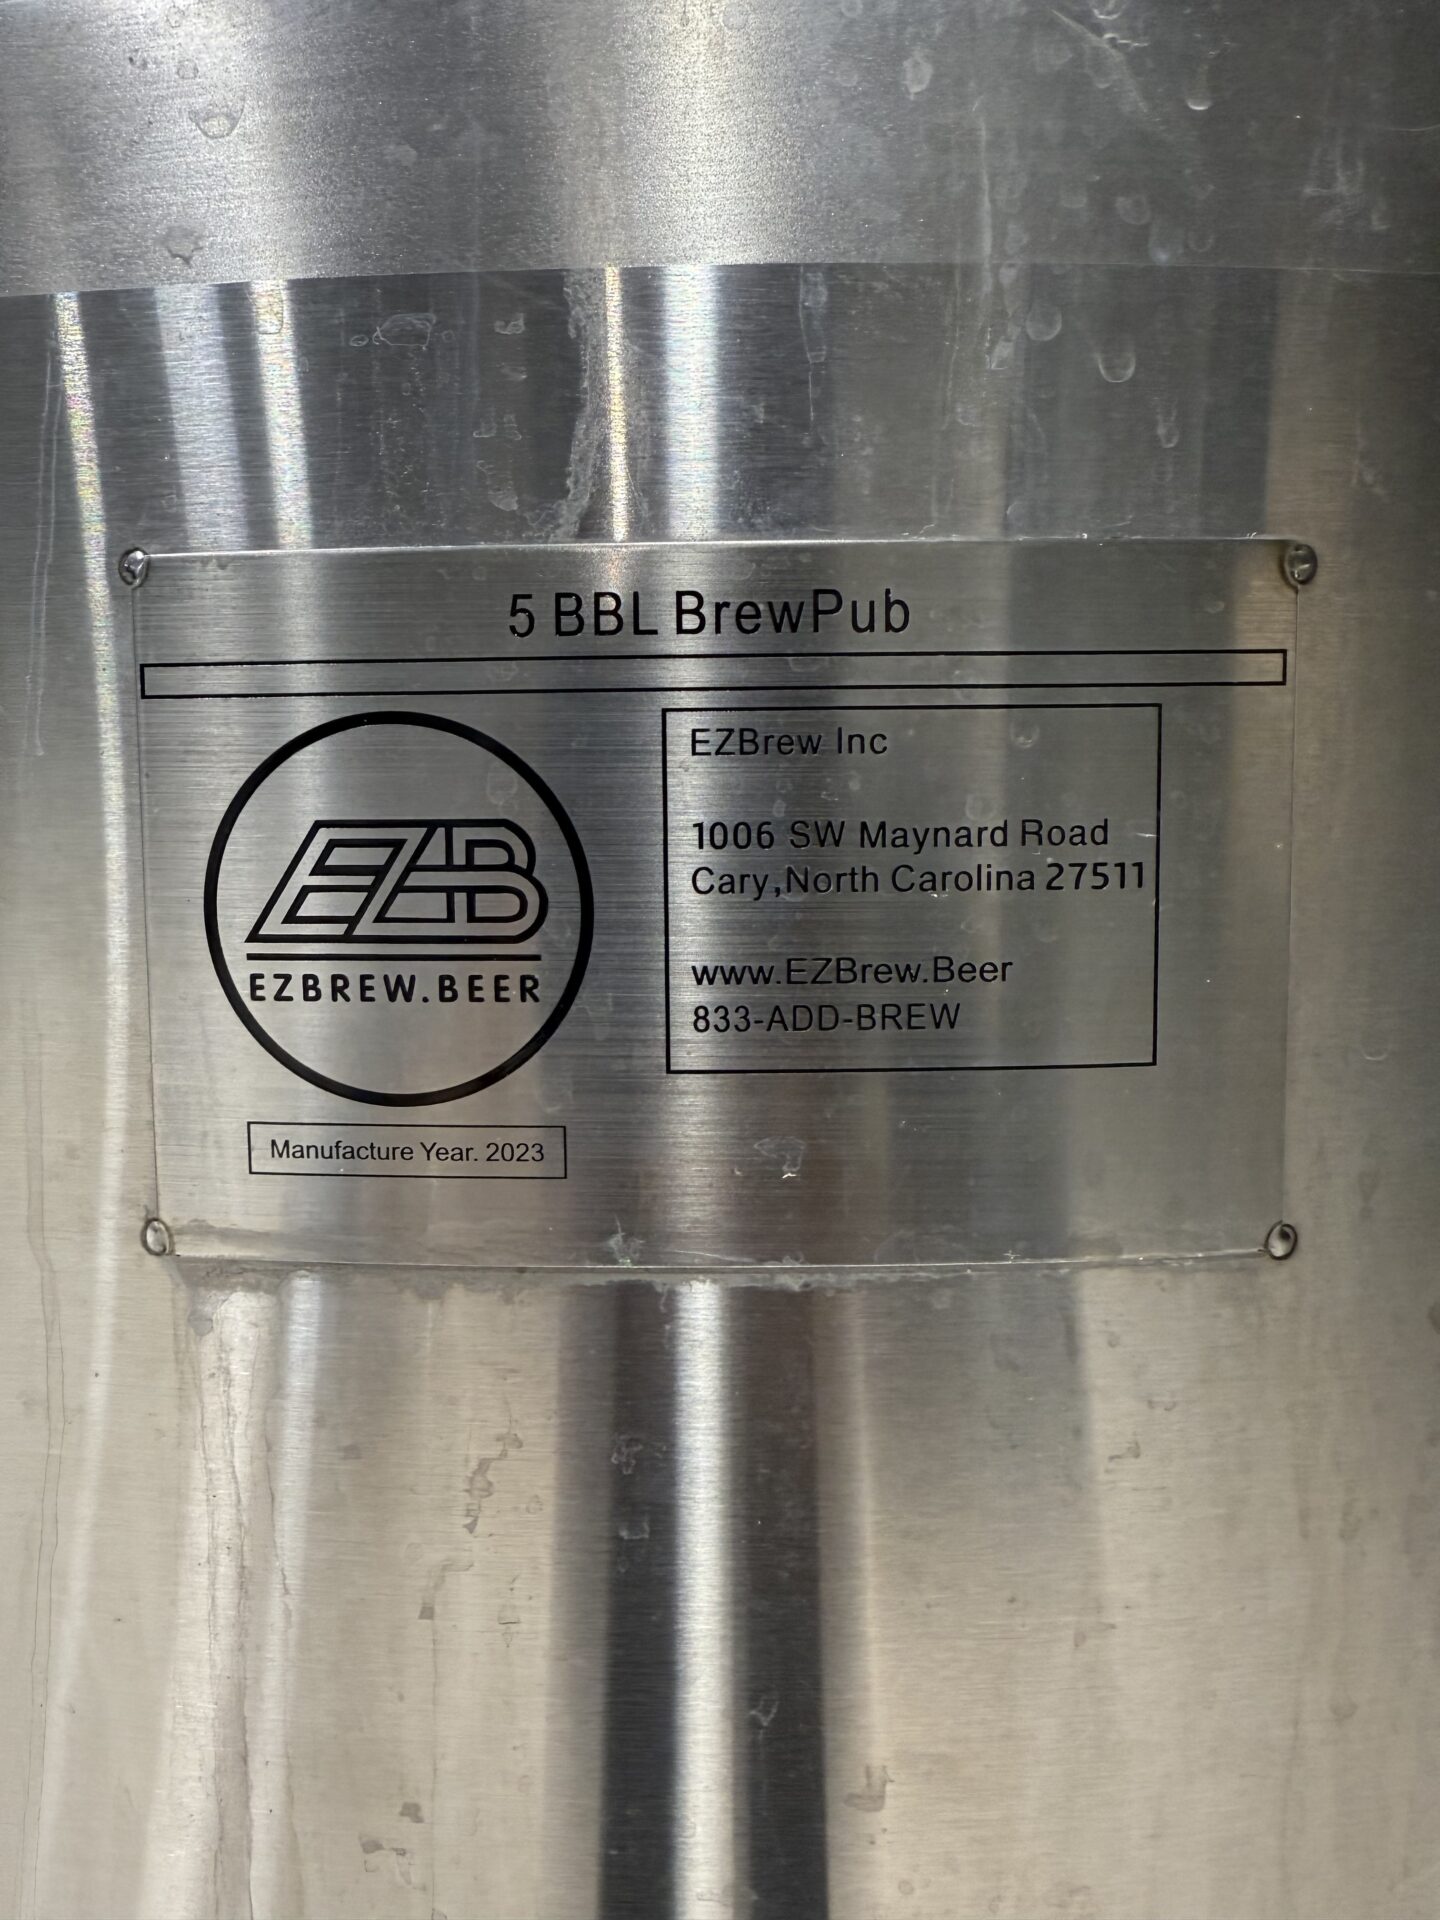 5 BBL BrewPub
EZB
EZBREW.BEER
Manufacture Year. 2023
EZBrew Inc
1006 SW Maynard Road
Cary,North Carolina 27511
www.EZBrew.Beer
833-ADD-BREW